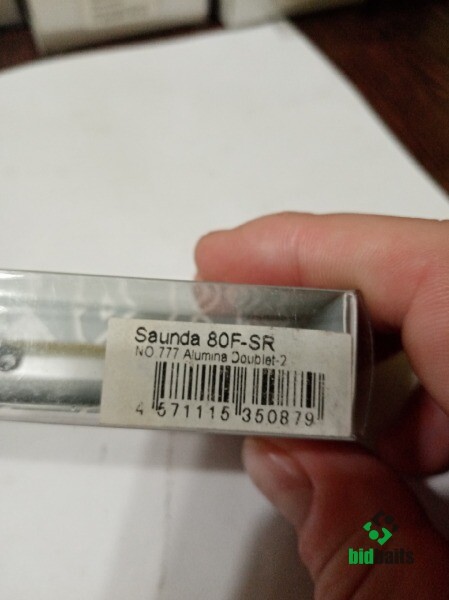 Saunda 80F-SR
NO.777 Alumina Doublet-2
4 571115 350879
bidbaits